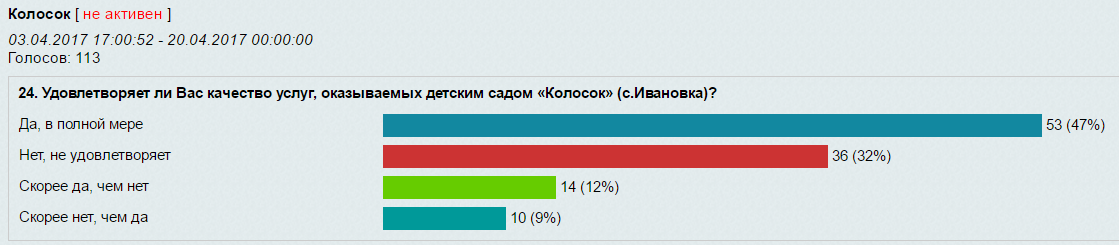 Колосок [ не активен ]
03.04.2017 17:00:52 - 20.04.2017 00:00:00
Голосов: 113
24. Удовлетворяет ли Вас качество услуг, оказываемых детским садом «Колосок» (с.Ивановка)?
Да, в полной мере 53 (47%)
Нет, не удовлетворяет 36 (32%)
Скорее да, чем нет 14 (12%)
Скорее нет, чем да 10 (9%)